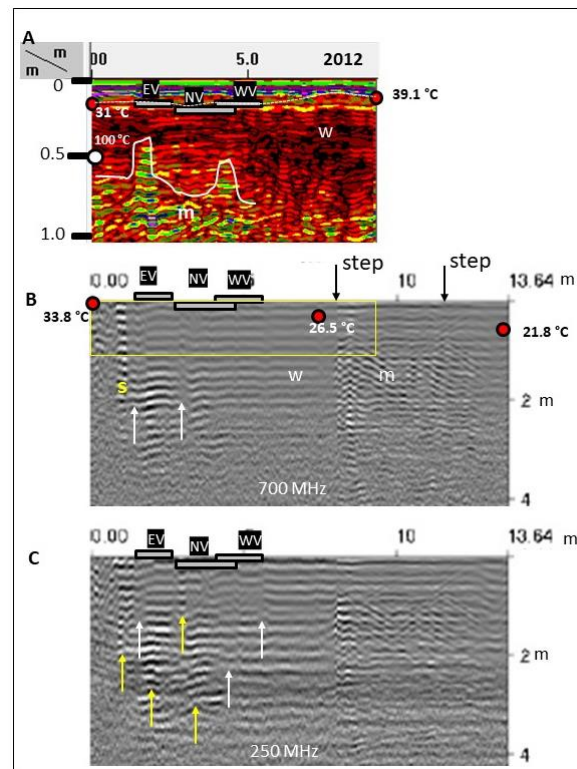 A
m
m
00 5.0 2012
0
EV NV WV
39.1 °C
31 °C
w
100 °C
0.5
m
1.0
step step
EV NV WV
0.00 10 13.64 m
B
33.8 °C
26.5 °C
21.8 °C
s
w
m
2 m
700 MHz
4
EV NV WV
0.00 10 13.64 m
C
2 m
250 MHz
4